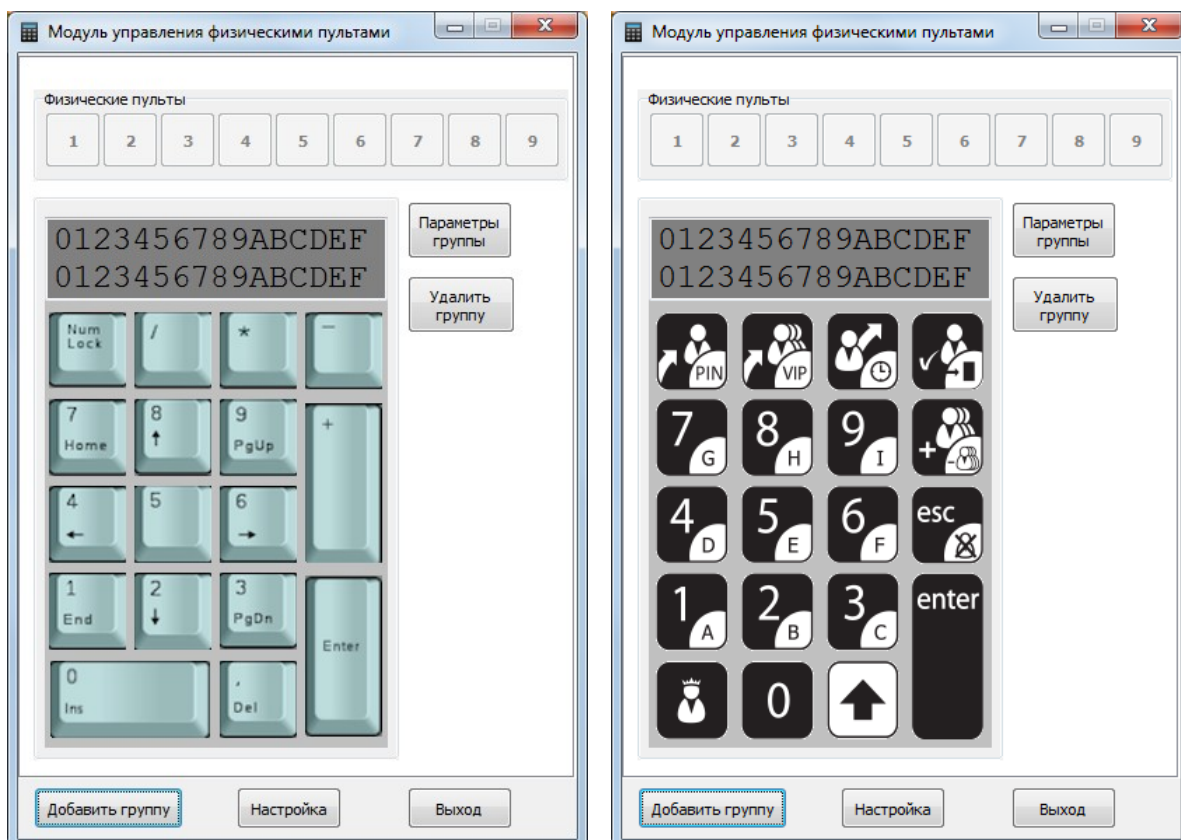 Модуль управления физическими пультами
Физические пульты
1 2 3 4 5 6 7 8 9
0123456789ABCDEF
0123456789ABCDEF
Параметры
группы
Удалить
группу
Num
Lock
/
*
−
7
Home
8
↑
9
PgUp
+
4
←
5
6
→
1
End
2
↓
3
PgDn
Enter
0
Ins
,
Del
Добавить группу
Настройка
Выход
Модуль управления физическими пультами
Физические пульты
1 2 3 4 5 6 7 8 9
0123456789ABCDEF
0123456789ABCDEF
Параметры
группы
Удалить
группу
PIN
VIP
7 G
8 H
9 I
+ -
4 D
5 E
6 F
esc
1 A
2 B
3 C
enter
0
Добавить группу
Настройка
Выход